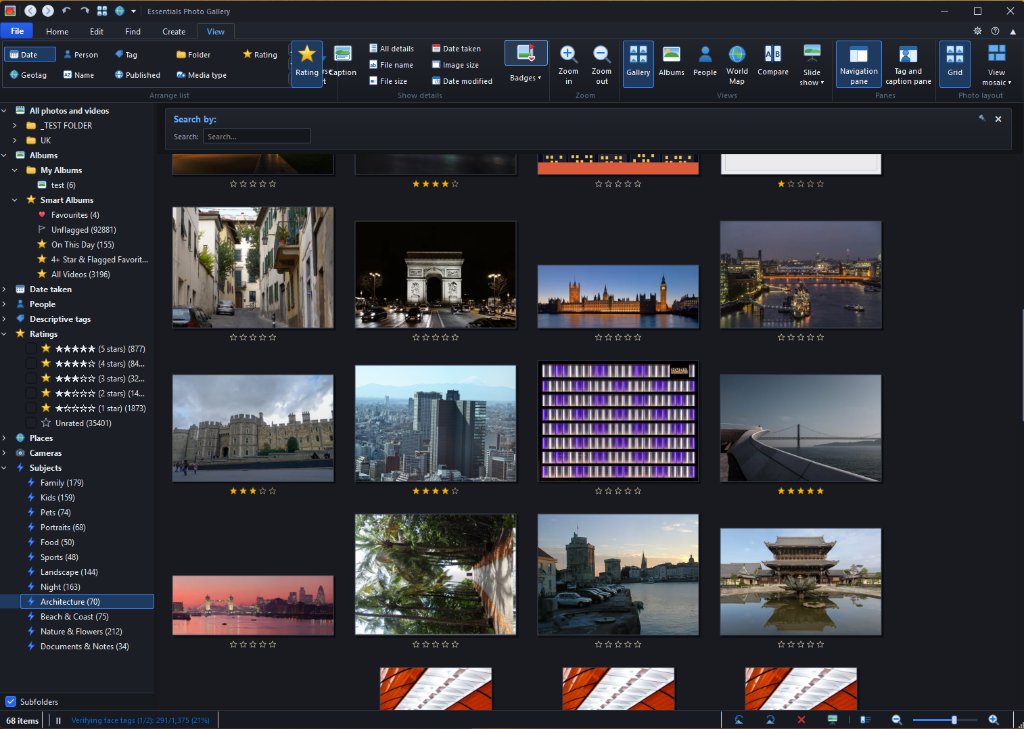 Essentials Photo Gallery
File Home Edit Find Create View
Date Person Tag Folder Rating
Geotag Name Published Media type
Rating Caption
All details Date taken
File name Image size
File size Date modified
Badges
Zoom in Zoom out
Gallery Albums People World Map Compare Slide show
Navigation pane Tag and caption pane
Grid View mosaic
Arrange list Show details Zoom Views Panes Photo layout
All photos and videos
_TEST FOLDER
UK
Albums
My Albums
test (6)
Smart Albums
Favourites (4)
Unflagged (92881)
On This Day (155)
4+ Star & Flagged Favorit...
All Videos (3196)
Date taken
People
Descriptive tags
Ratings
★★★★★ (5 stars) (877)
★★★★☆ (4 stars) (84...
★★★☆☆ (3 stars) (32...
★★☆☆☆ (2 stars) (14...
★☆☆☆☆ (1 star) (1873)
Unrated (35401)
Places
Cameras
Subjects
Family (179)
Kids (159)
Pets (74)
Portraits (68)
Food (50)
Sports (48)
Landscape (144)
Night (163)
Architecture (70)
Beach & Coast (75)
Nature & Flowers (212)
Documents & Notes (34)
Search by:
Search: Search...
Subfolders
68 items Verifying face tags (1/2): 291/1,375 (21%)